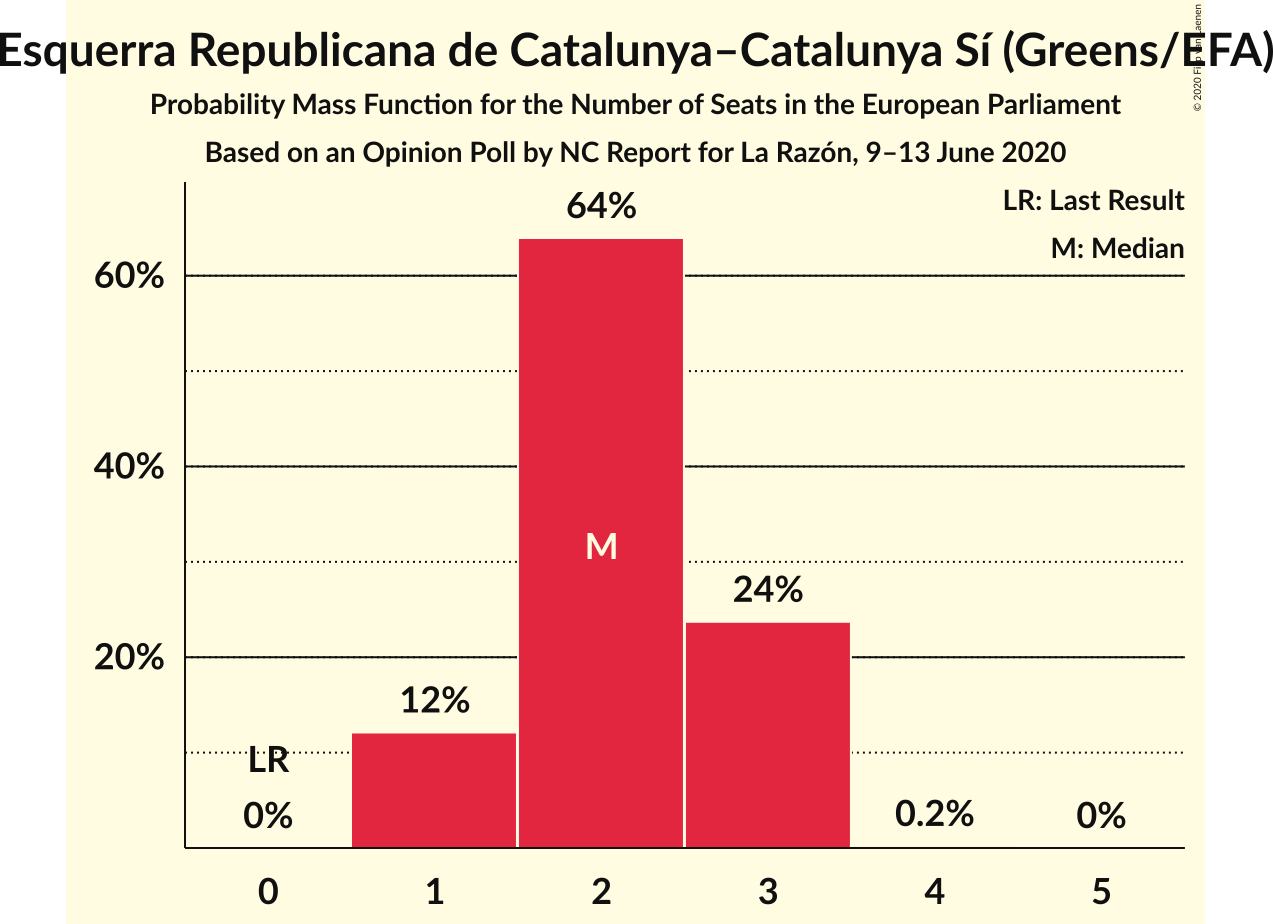 Esquerra Republicana de Catalunya–Catalunya Sí (Greens/EFA)
Probability Mass Function for the Number of Seats in the European Parliament
Based on an Opinion Poll by NC Report for La Razón, 9–13 June 2020
© 2020
LR: Last Result
M: Median
64%
60%
40%
M
24%
20%
12%
LR
0%
0.2%
0%
0 1 2 3 4 5